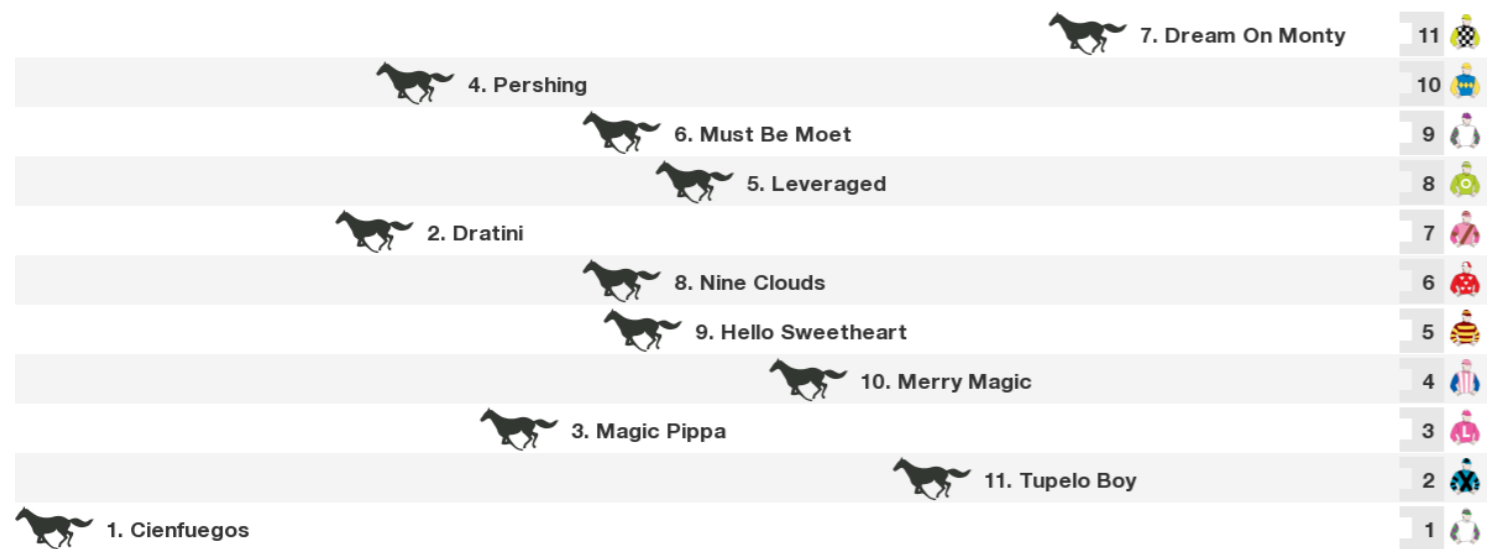 7. Dream On Monty 11
4. Pershing 10
6. Must Be Moet 9
5. Leveraged 8
2. Dratini 7
8. Nine Clouds 6
9. Hello Sweetheart 5
10. Merry Magic 4
3. Magic Pippa 3
L
11. Tupelo Boy 2
1. Cienfuegos 1